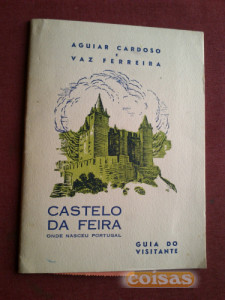 AGUIAR CARDOSO
E
VAZ FERREIRA
CASTELO
DA FEIRA
ONDE NASCEU PORTUGAL
GUIA DO
VISITANTE
coisas